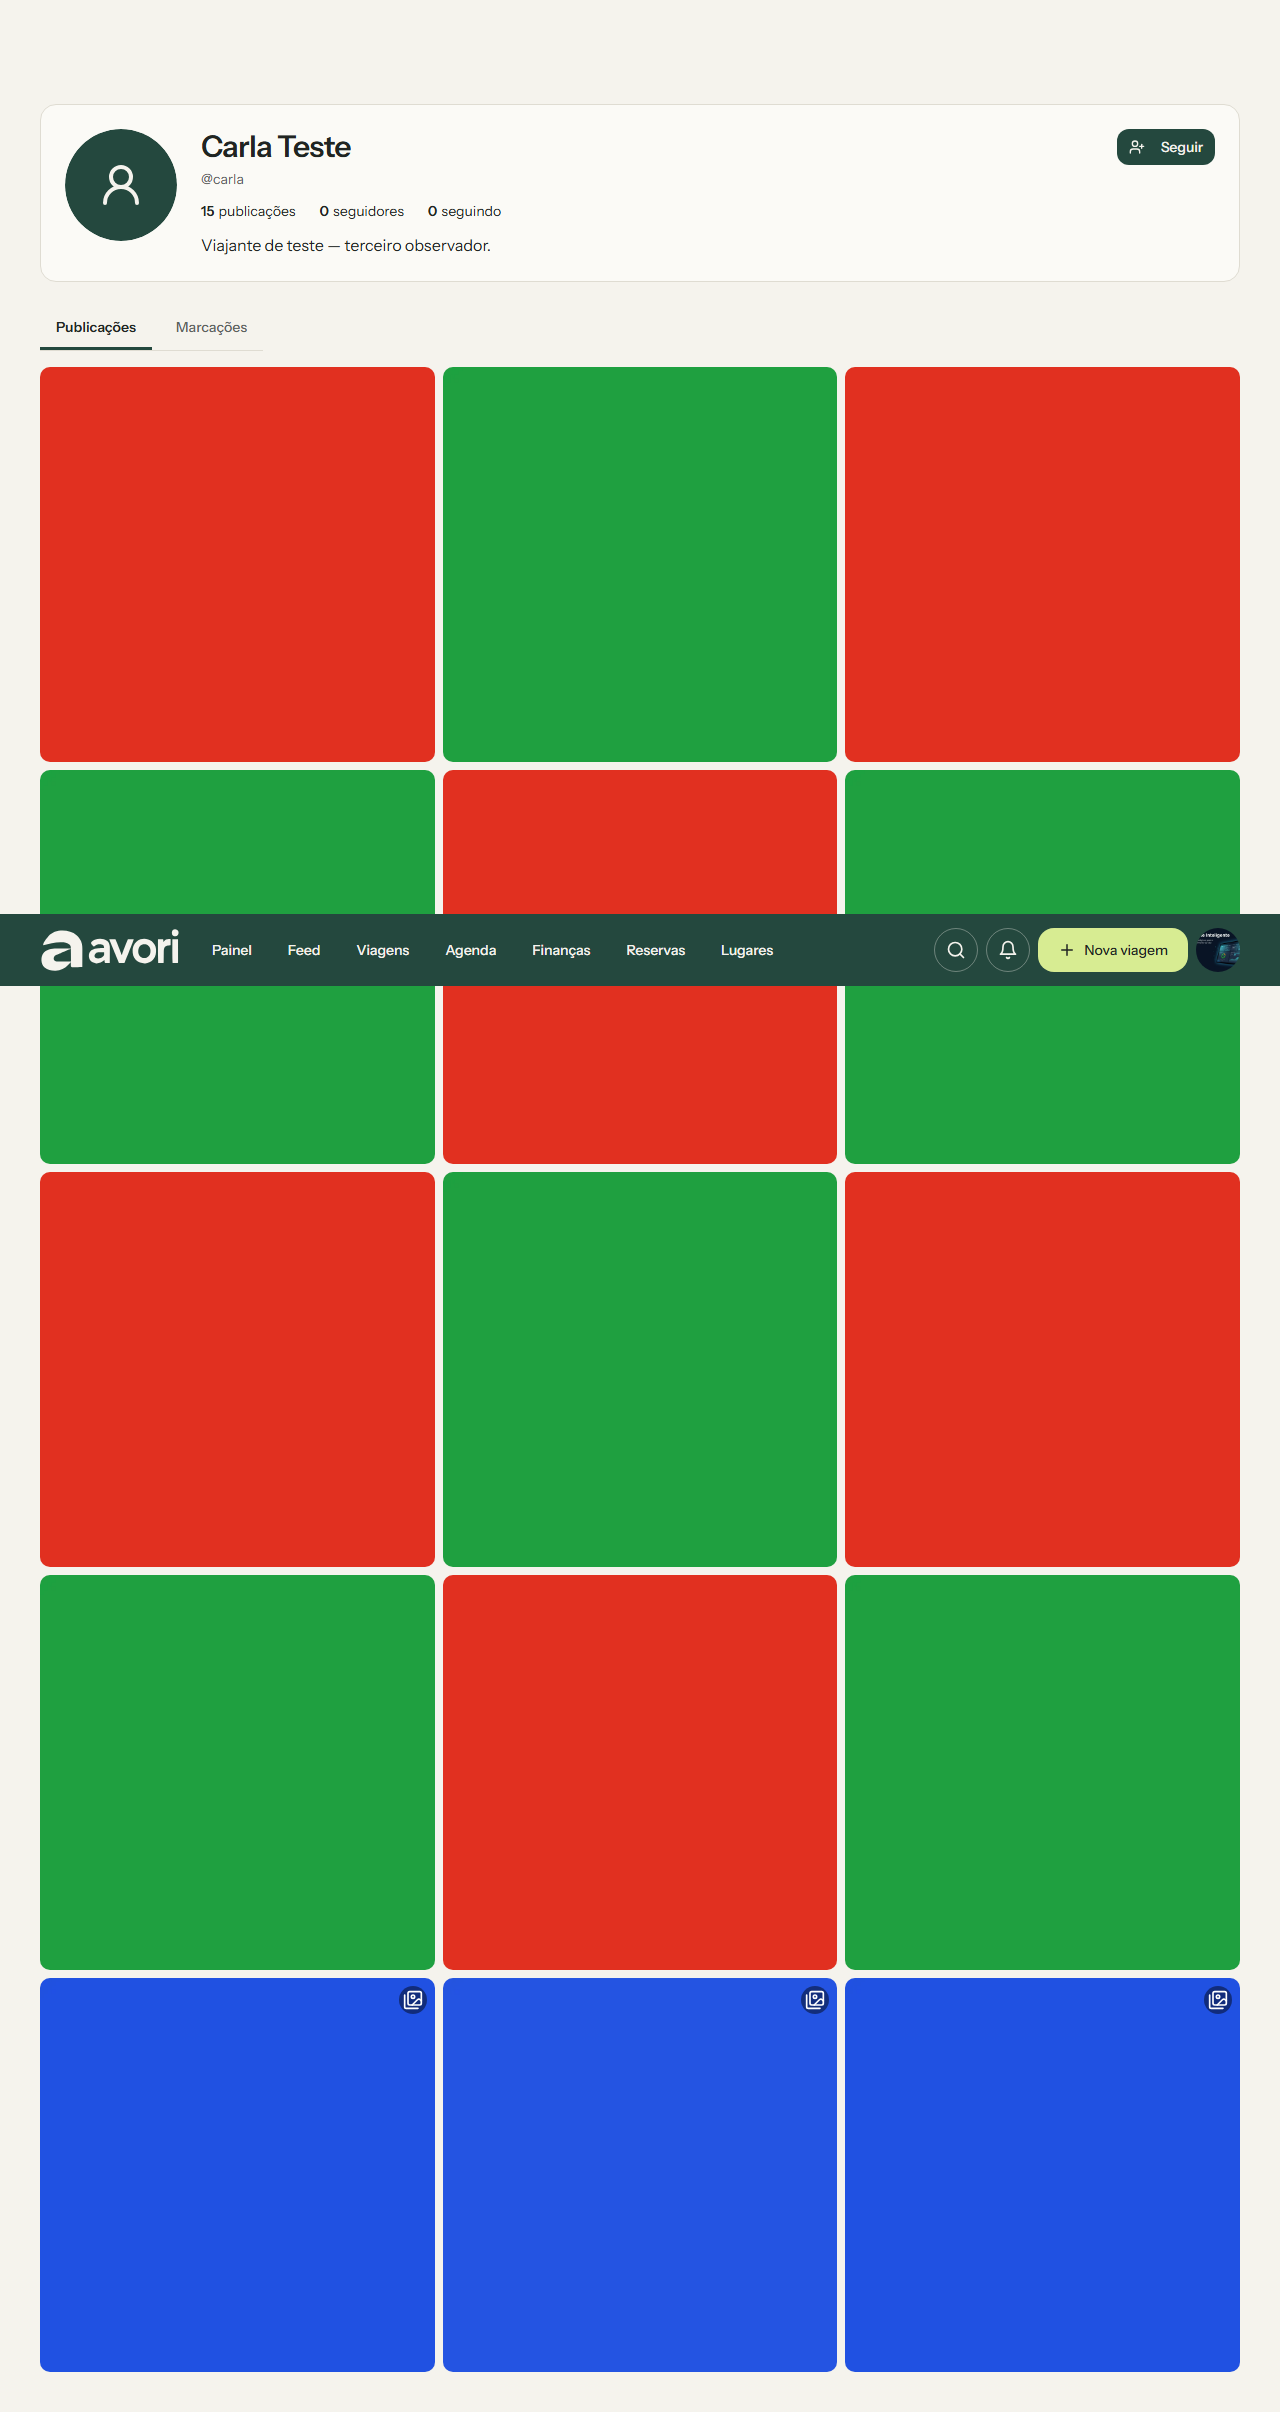 Carla Teste
Seguir
@carla
15 publicações 0 seguidores 0 seguindo
Viajante de teste — terceiro observador.
Publicações Marcações
avori Painel Feed Viagens Agenda Finanças Reservas Lugares Nova viagem